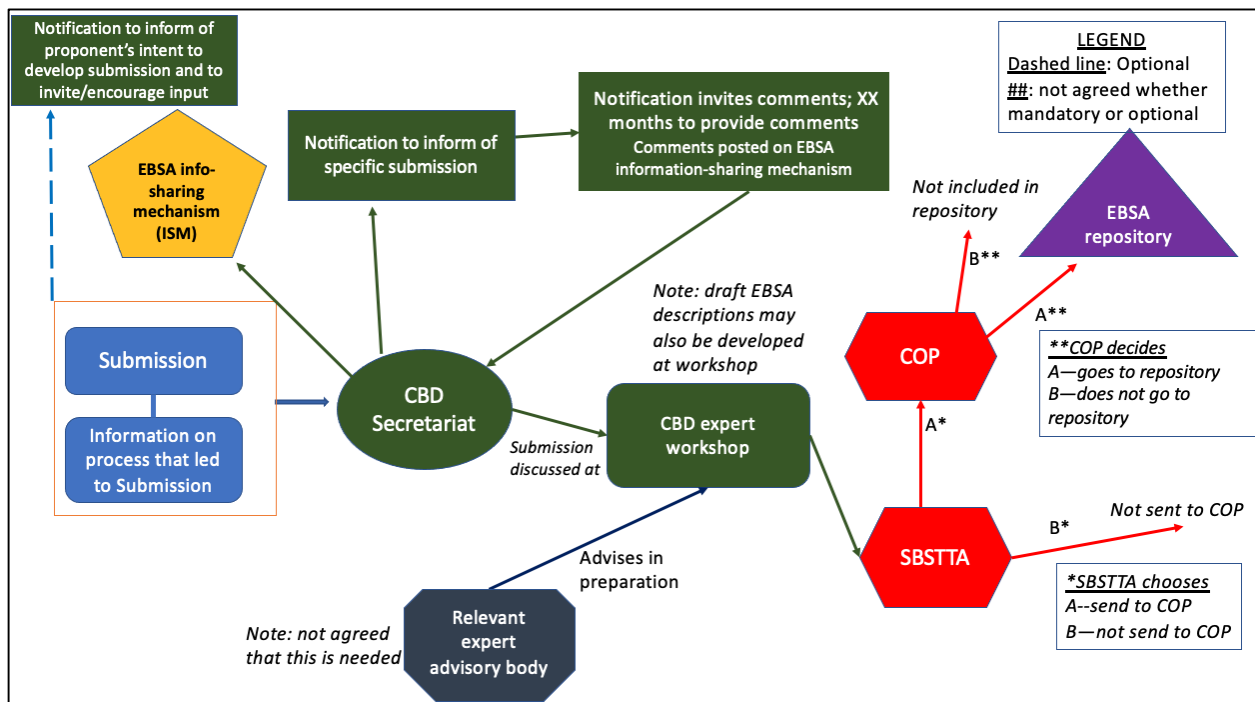 Notification to inform of
proponent’s intent to
develop submission and to
invite/encourage input
EBSA info-
sharing
mechanism
(ISM)
Notification to inform of
specific submission
Notification invites comments; XX
months to provide comments
Comments posted on EBSA
information-sharing mechanism
LEGEND
Dashed line: Optional
##: not agreed whether
mandatory or optional
Not included in
repository
EBSA
repository
B**
A**
Submission
Information on
process that led
to Submission
CBD
Secretariat
Submission
discussed at
Note: draft EBSA
descriptions may
also be developed
at workshop
CBD expert
workshop
COP
**COP decides
A—goes to repository
B—does not go to
repository
A*
SBSTTA
B*
Not sent to COP
*SBSTTA chooses
A--send to COP
B—not send to COP
Advises in
preparation
Note: not agreed
that this is needed
Relevant
expert
advisory body